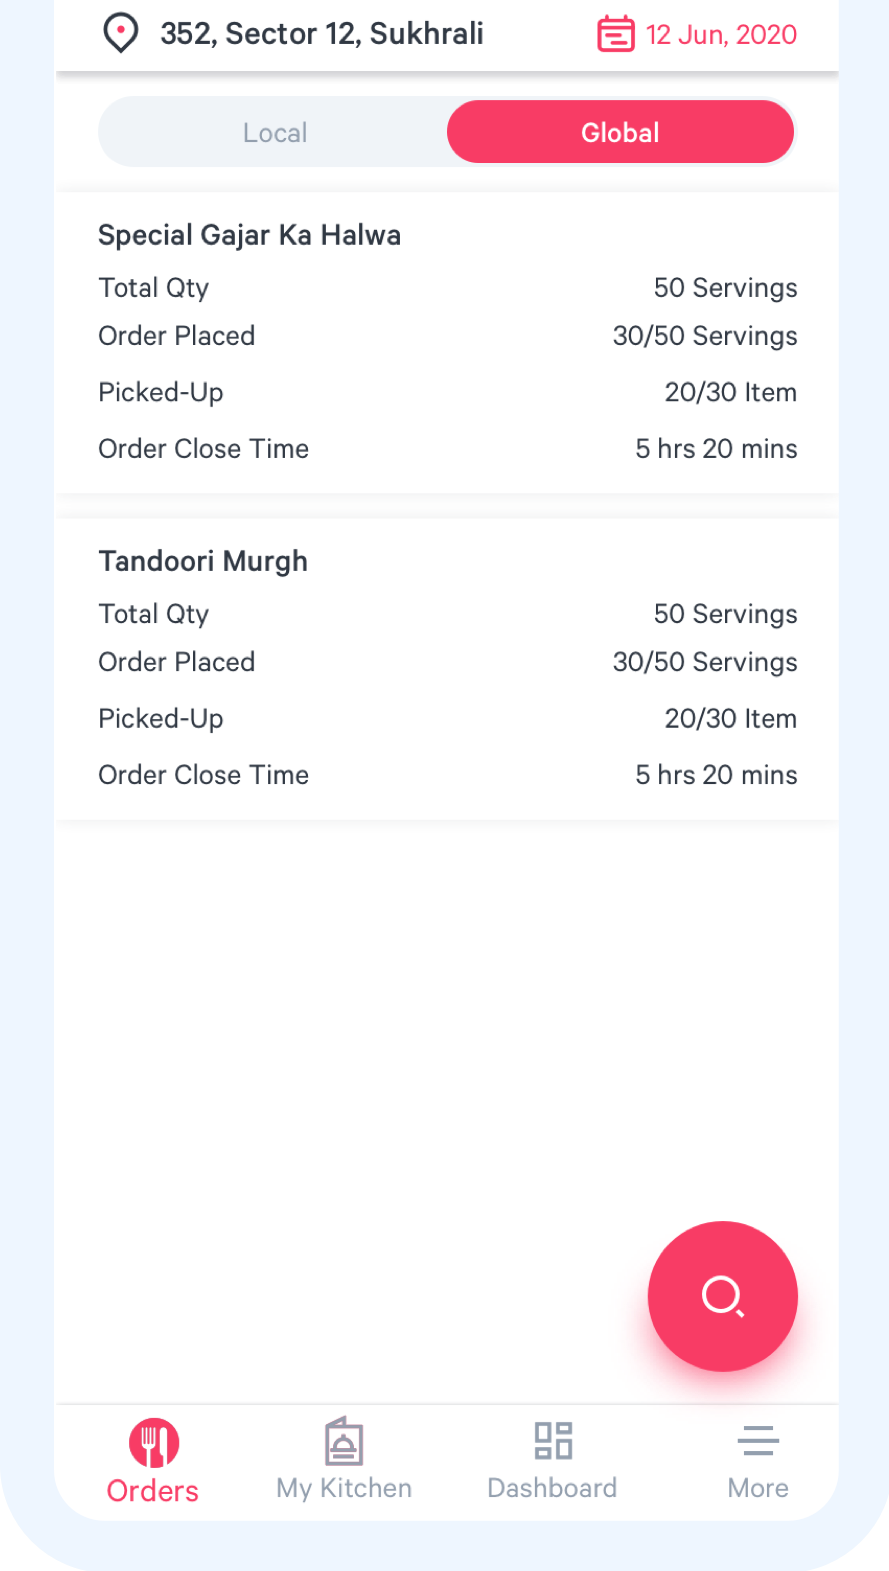 352, Sector 12, Sukhrali 12 Jun, 2020
Local Global
Special Gajar Ka Halwa
Total Qty 50 Servings
Order Placed 30/50 Servings
Picked-Up 20/30 Item
Order Close Time 5 hrs 20 mins
Tandoori Murgh
Total Qty 50 Servings
Order Placed 30/50 Servings
Picked-Up 20/30 Item
Order Close Time 5 hrs 20 mins
Orders My Kitchen Dashboard More